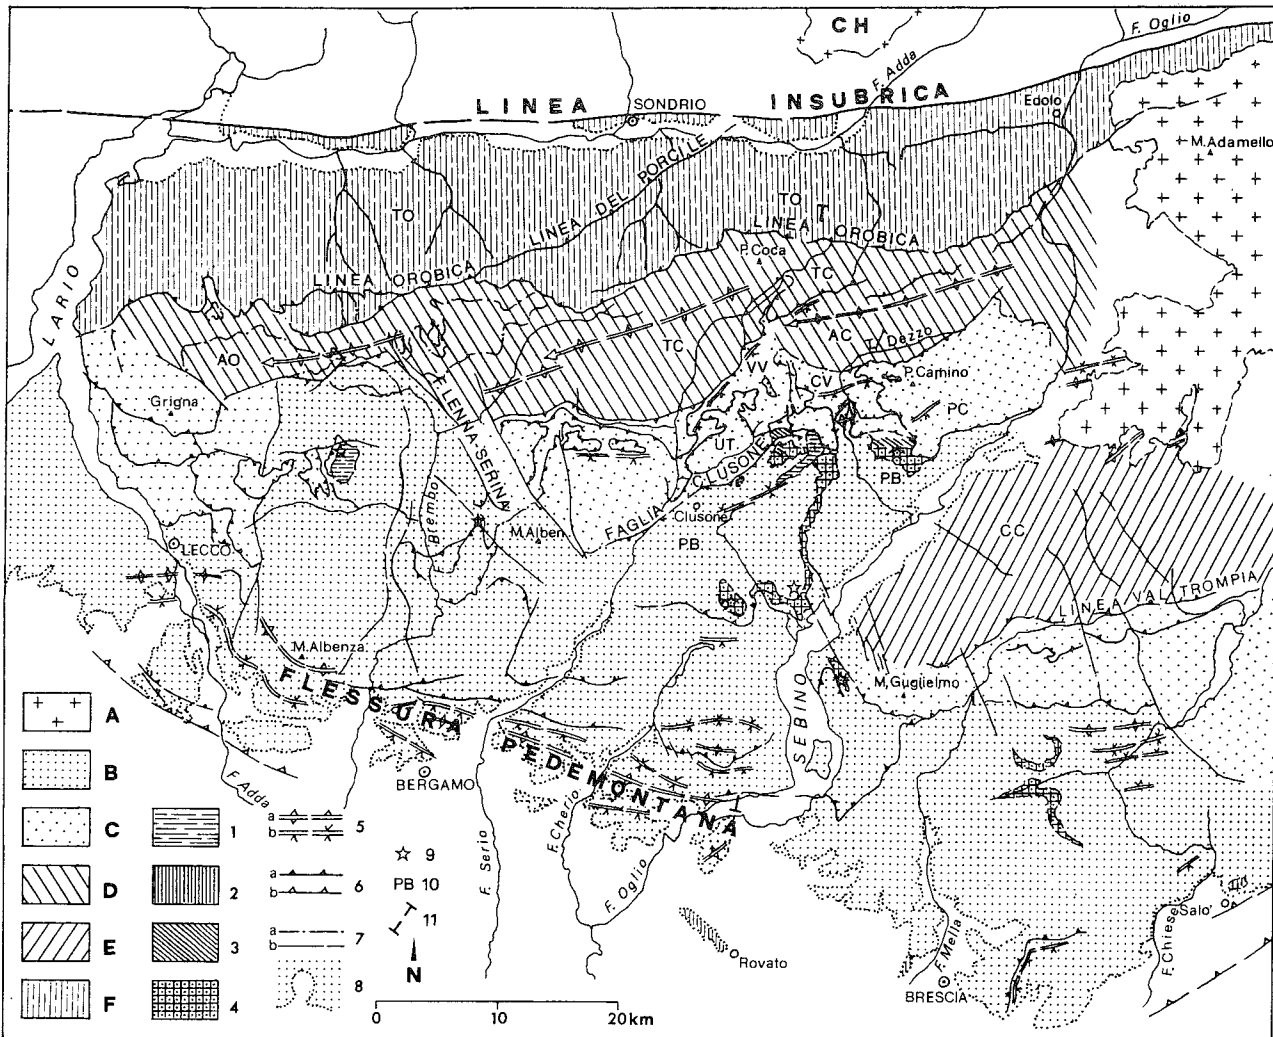 CH
F. Oglio
F. Adda
LINEA INSUBRICA
SONDRIO
Edolo
M. Adamello
LINEA DEL PORCILE
TO
TO
LINEA OROBICA
LINEA OROBICA
P. Coca
TC
LARIO
AO
TC
AC
T. Dezzo
VV
CV
P. Camino
Grigna
F. LENNA-SERINA
PC
UT
FAGLIA CLUSONE
PB
Clusone
PB
F. Brembo
M. Alben
LECCO
CC
LINEA VAL TROMPIA
M. Albenza
M. Guglielmo
FLESSURA PEDEMONTANA
SEBINO
BERGAMO
F. Adda
F. Serio
F. Cherio
F. Oglio
Rovato
F. Mella
BRESCIA
F. Chiese
Salo'
A
B
C
D
E
F
1
2
3
4
a
b
5
a
b
6
a
b
7
8
9
PB 10
11
N
0 10 20 km